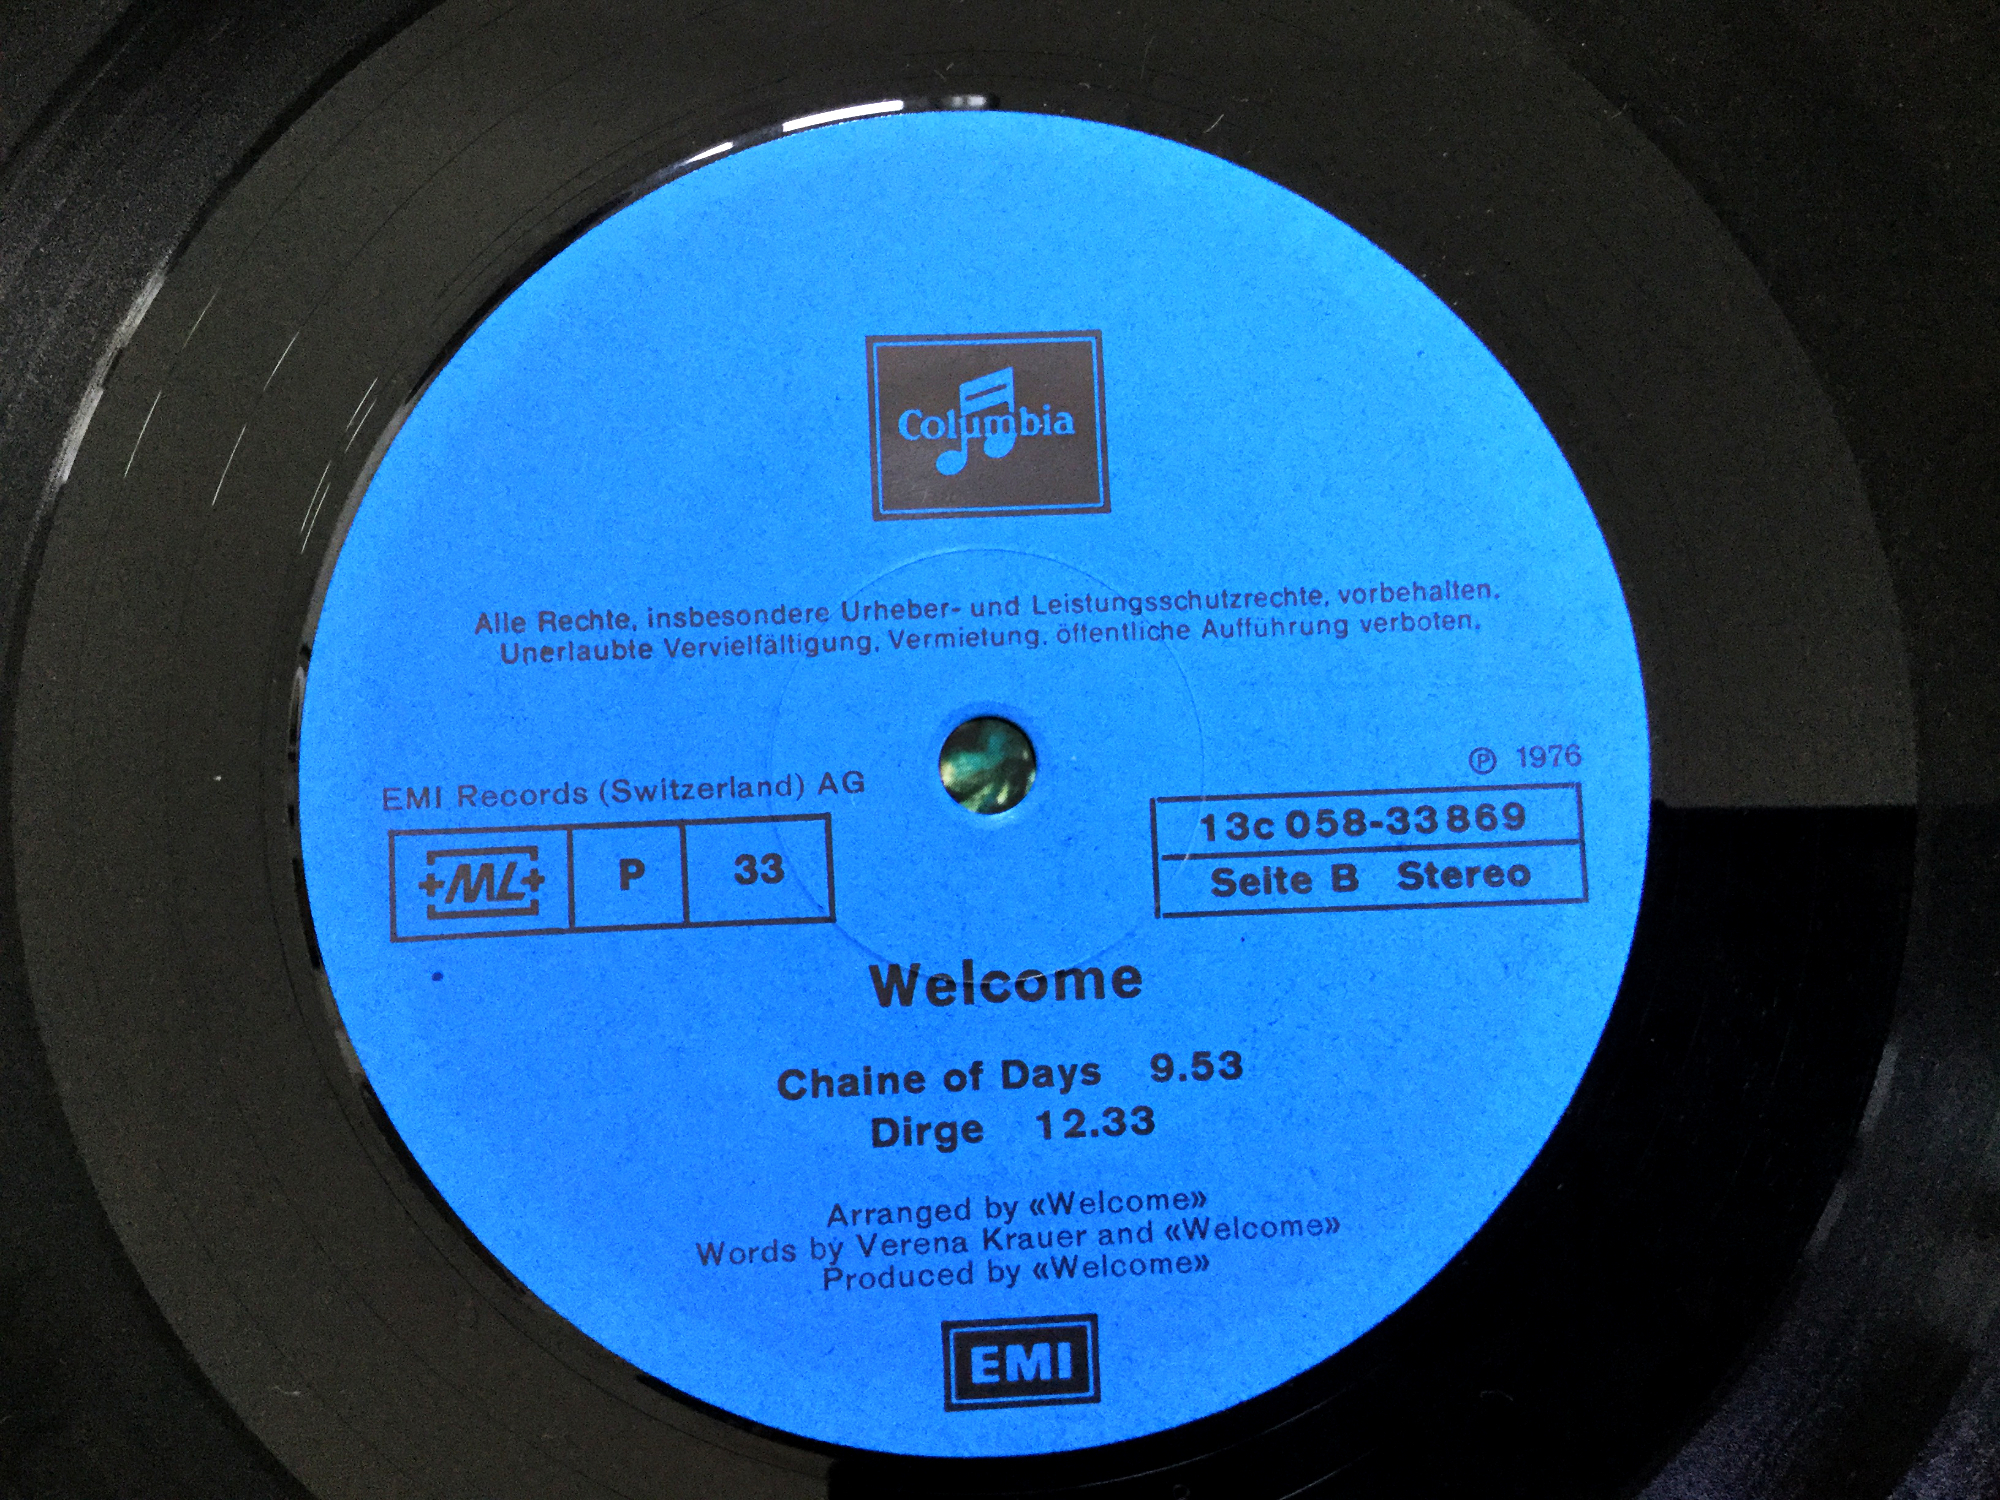 Columbia
Alle Rechte, insbesondere Urheber- und Leistungsschutzrechte, vorbehalten.
Unerlaubte Vervielfältigung, Vermietung, öffentliche Aufführung verboten.
℗ 1976
EMI Records (Switzerland) AG
13c 058-33869
+ML+ P 33
Seite B Stereo
Welcome
Chaine of Days 9.53
Dirge 12.33
Arranged by «Welcome»
Words by Verena Krauer and «Welcome»
Produced by «Welcome»
EMI